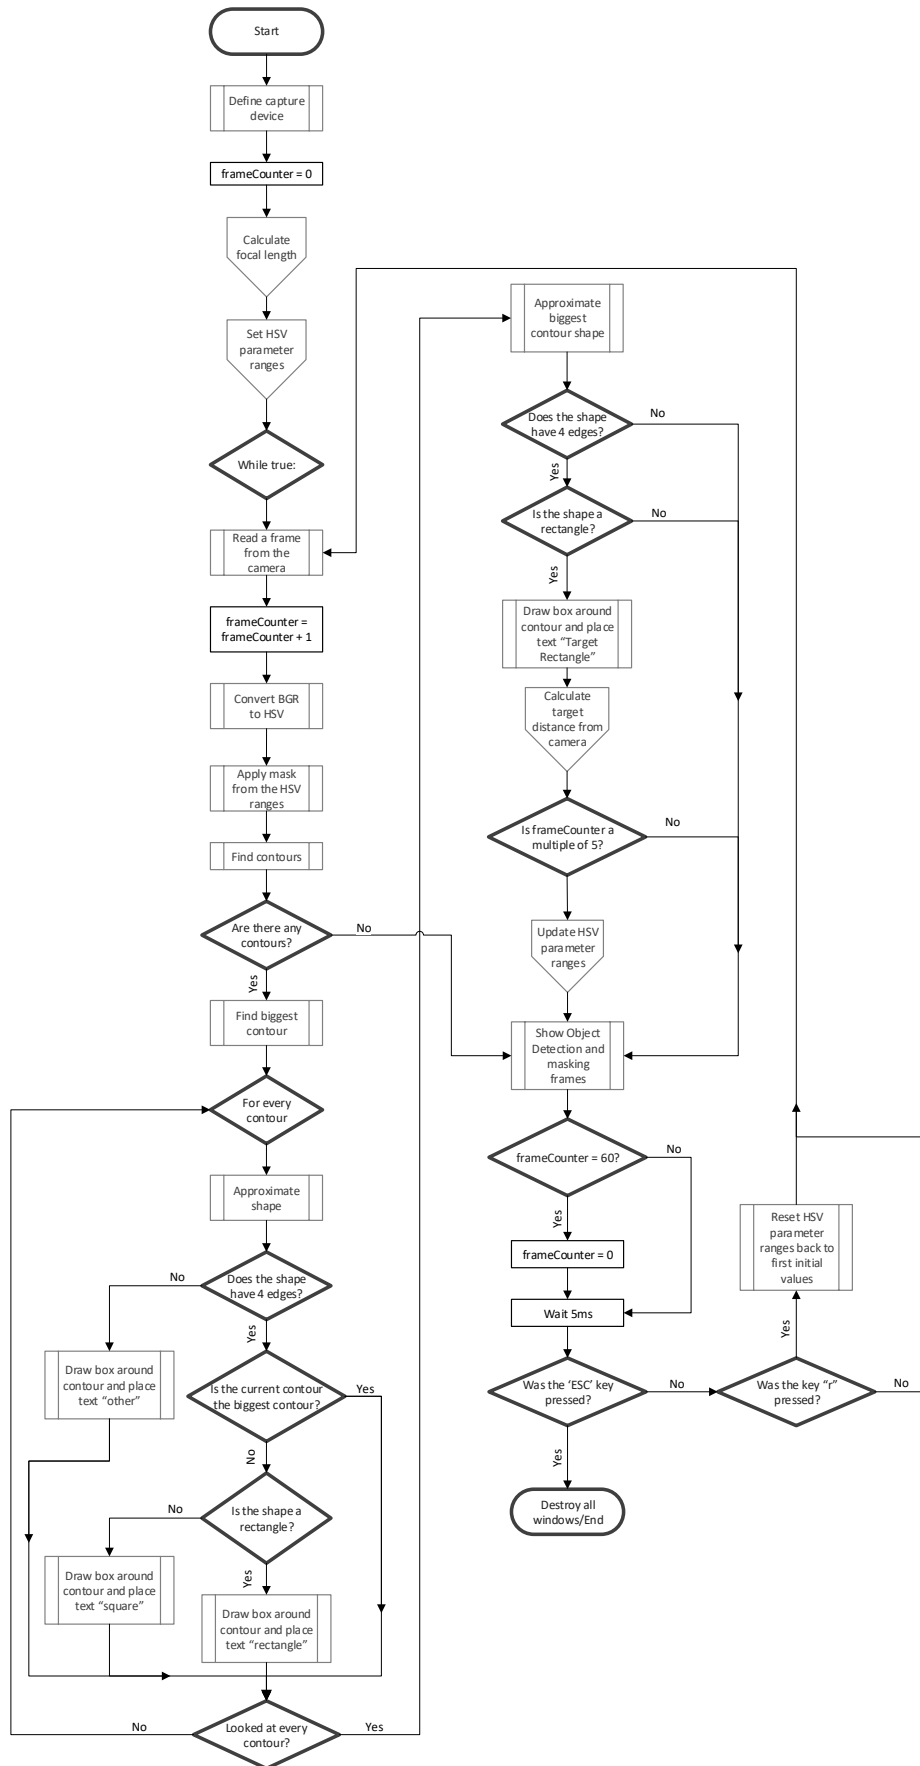 Start
Define capture
device
frameCounter = 0
Calculate
focal length
Set HSV
parameter
ranges
While true:
Read a frame
from the
camera
frameCounter =
frameCounter + 1
Convert BGR
to HSV
Apply mask
from the HSV
ranges
Find contours
Are there any
contours?
No
Yes
Find biggest
contour
For every
contour
Approximate
shape
Does the shape
have 4 edges?
No
Yes
Draw box around
contour and place
text “other”
Is the current contour
the biggest contour?
Yes
No
Is the shape a
rectangle?
No
Yes
Draw box around
contour and place
text “square”
Draw box around
contour and place
text “rectangle”
Looked at every
contour?
No
Yes
Approximate
biggest
contour shape
Does the shape
have 4 edges?
No
Yes
Is the shape a
rectangle?
No
Yes
Draw box around
contour and place
text “Target
Rectangle”
Calculate
target
distance from
camera
Is frameCounter a
multiple of 5?
No
Update HSV
parameter
ranges
Show Object
Detection and
masking
frames
frameCounter = 60?
No
Yes
frameCounter = 0
Wait 5ms
Was the ‘ESC’ key
pressed?
No
Yes
Destroy all
windows/End
Was the key “r”
pressed?
No
Yes
Reset HSV
parameter
ranges back to
first initial
values